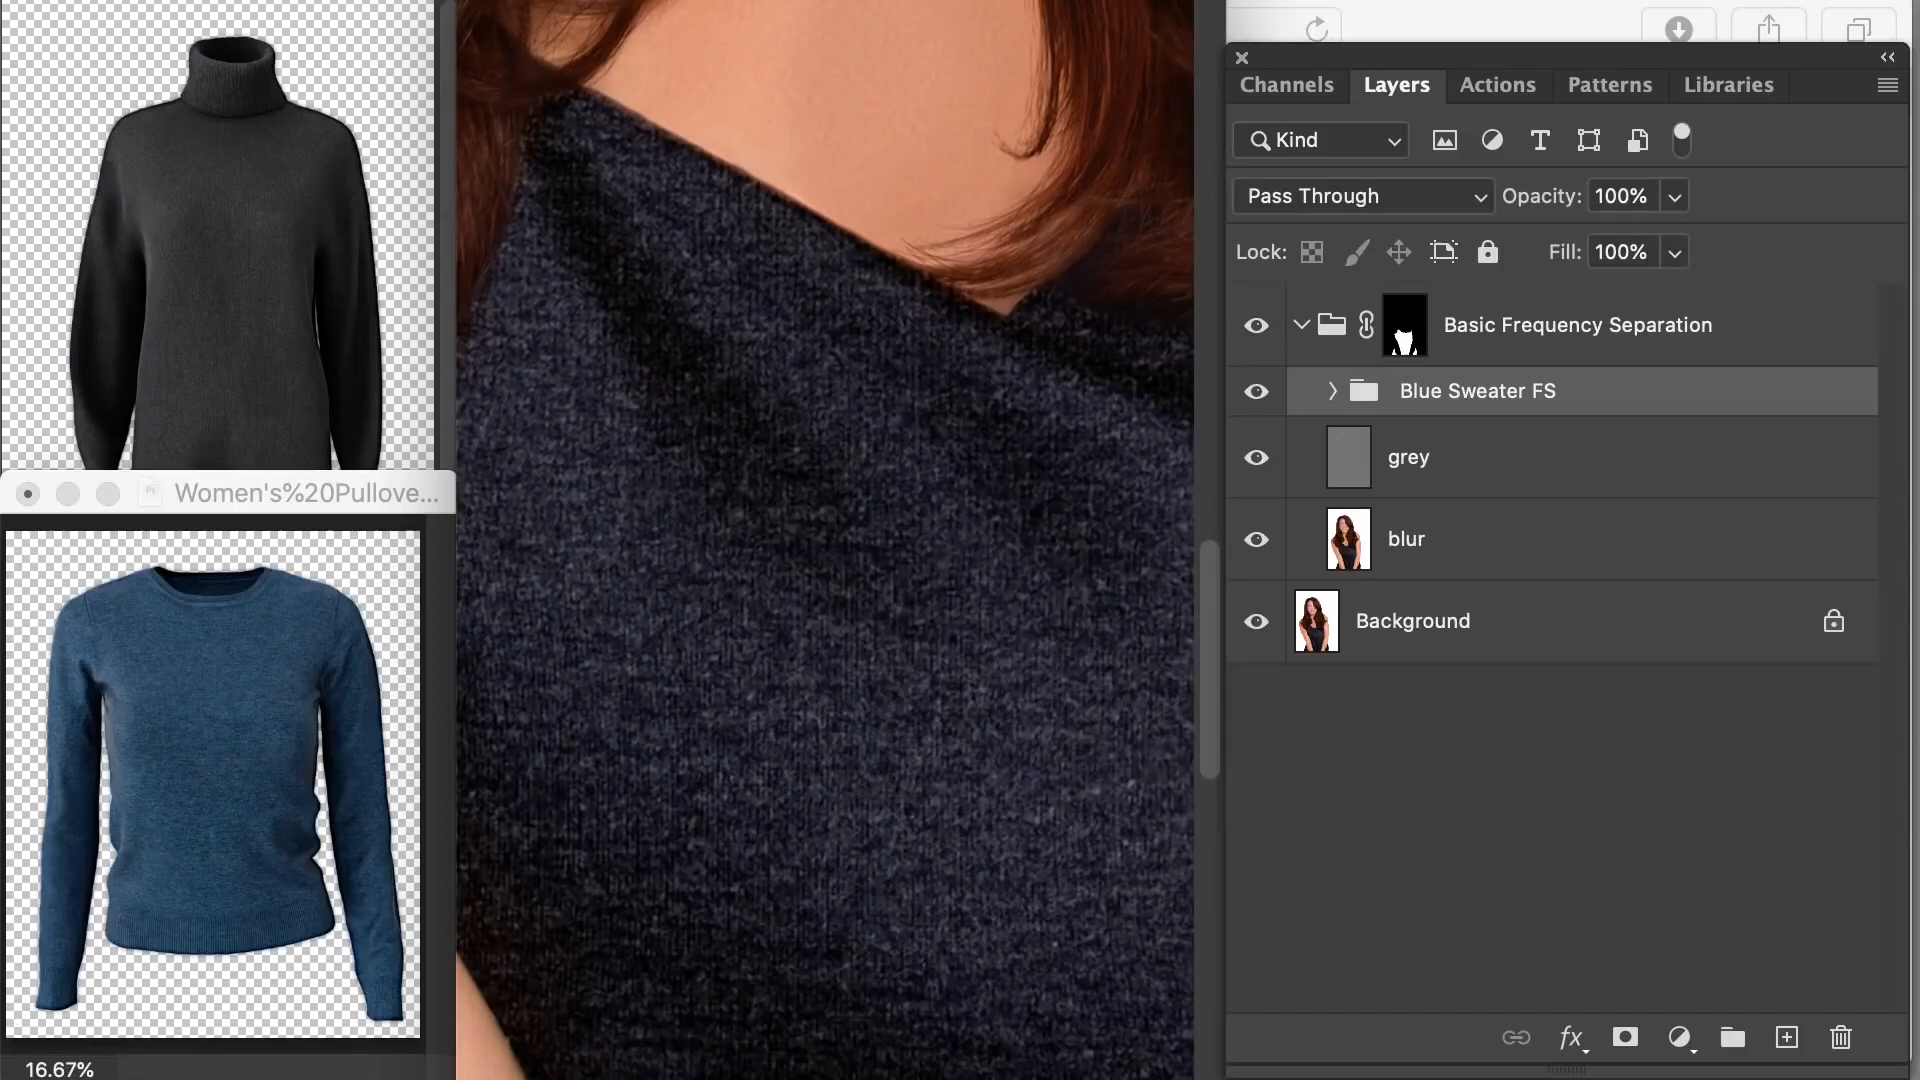 Channels Layers Actions Patterns Libraries
Kind
Pass Through Opacity: 100%
Lock: Fill: 100%
Basic Frequency Separation
Blue Sweater FS
grey
blur
Background
fx
Ps Women's%20Pullove...
16.67%